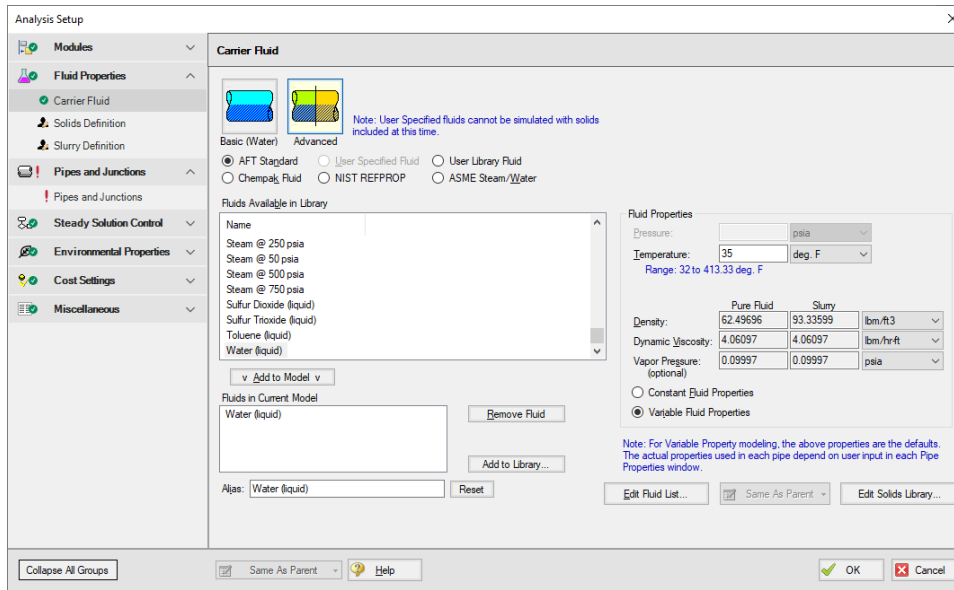 Analysis Setup
Modules
Fluid Properties
Carrier Fluid
Solids Definition
Slurry Definition
Pipes and Junctions
Pipes and Junctions
Steady Solution Control
Environmental Properties
Cost Settings
Miscellaneous
Carrier Fluid
Basic (Water)
Advanced
Note: User Specified fluids cannot be simulated with solids
included at this time.
AFT Standard
User Specified Fluid
User Library Fluid
Chempak Fluid
NIST REFPROP
ASME Steam/Water
Fluids Available in Library
Name
Steam @ 250 psia
Steam @ 50 psia
Steam @ 500 psia
Steam @ 750 psia
Sulfur Dioxide (liquid)
Sulfur Trioxide (liquid)
Toluene (liquid)
Water (liquid)
v Add to Model v
Fluids in Current Model
Water (liquid)
Remove Fluid
Add to Library...
Alias: Water (liquid)
Reset
Fluid Properties
Pressure: psia
Temperature: 35 deg. F
Range: 32 to 413.33 deg. F
Pure Fluid Slurry
Density: 62.49696 93.33599 lbm/ft3
Dynamic Viscosity: 4.06097 4.06097 lbm/hr-ft
Vapor Pressure: 0.09997 0.09997 psia
(optional)
Constant Fluid Properties
Variable Fluid Properties
Note: For Variable Property modeling, the above properties are the defaults.
The actual properties used in each pipe depend on user input in each Pipe
Properties window.
Edit Fluid List...
Same As Parent
Edit Solids Library...
Collapse All Groups
Same As Parent
Help
OK
Cancel